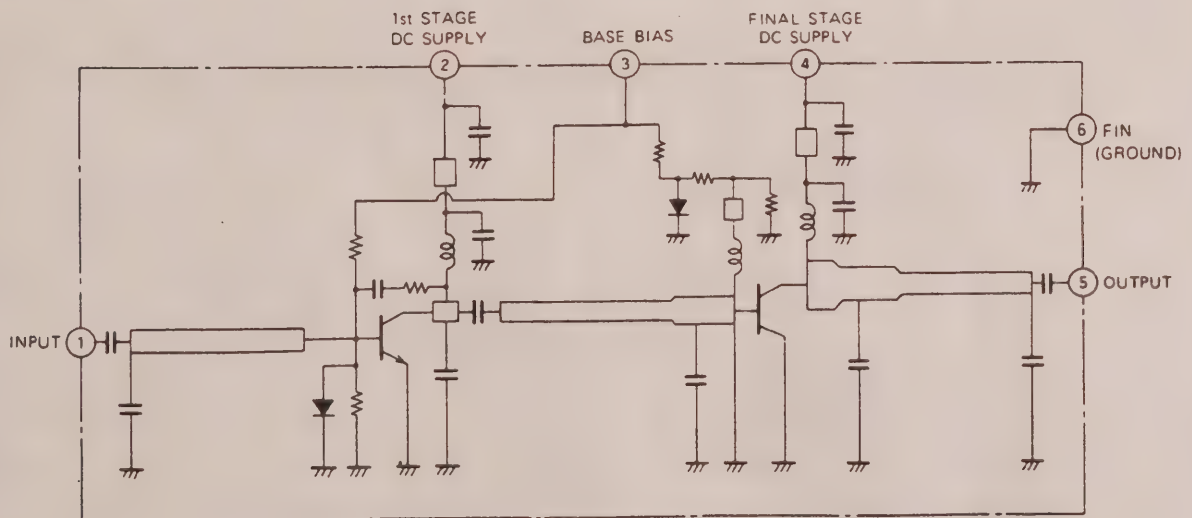 1st STAGE
DC SUPPLY
2
BASE BIAS
3
FINAL STAGE
DC SUPPLY
4
6
FIN
(GROUND)
5
OUTPUT
INPUT
1